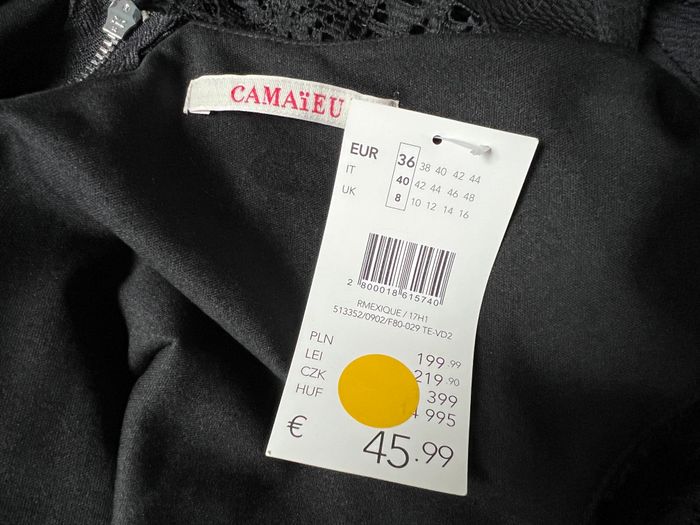 CAMAïEU
EUR 36 38 40 42 44
IT 40 42 44 46 48
UK 8 10 12 14 16
2 800018 615740
RMEXIQUE / 17H1
513352/0902/F80-029 TE-VD2
PLN 199.99
LEI 219.90
CZK 399
HUF 995
€ 45.99